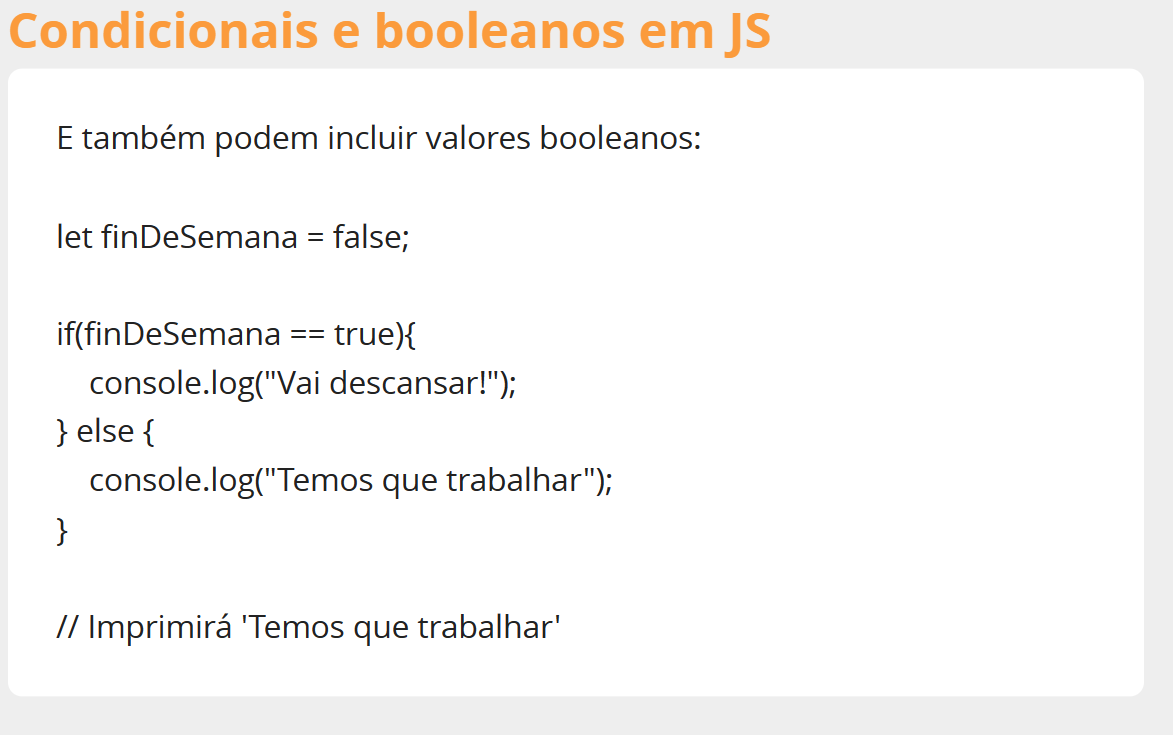 Condicionais e booleanos em JS
E também podem incluir valores booleanos:
let finDeSemana = false;
if(finDeSemana == true){
    console.log("Vai descansar!");
} else {
    console.log("Temos que trabalhar");
}
// Imprimirá 'Temos que trabalhar'